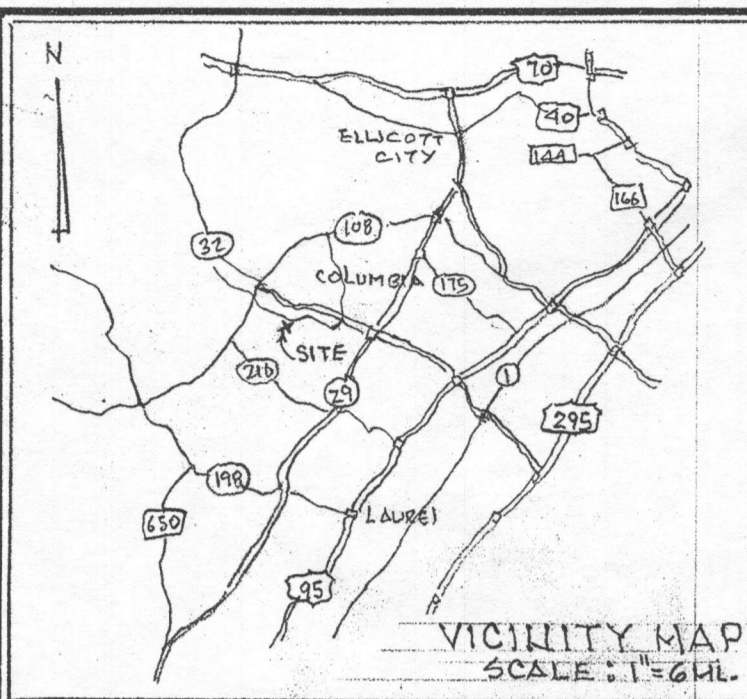 N
70
40
ELLICOTT
CITY
144
166
108
32
COLUMBIA
175
SITE
216
29
1
295
198
650
LAUREL
95
VICINITY MAP
SCALE : 1"=6 MI.